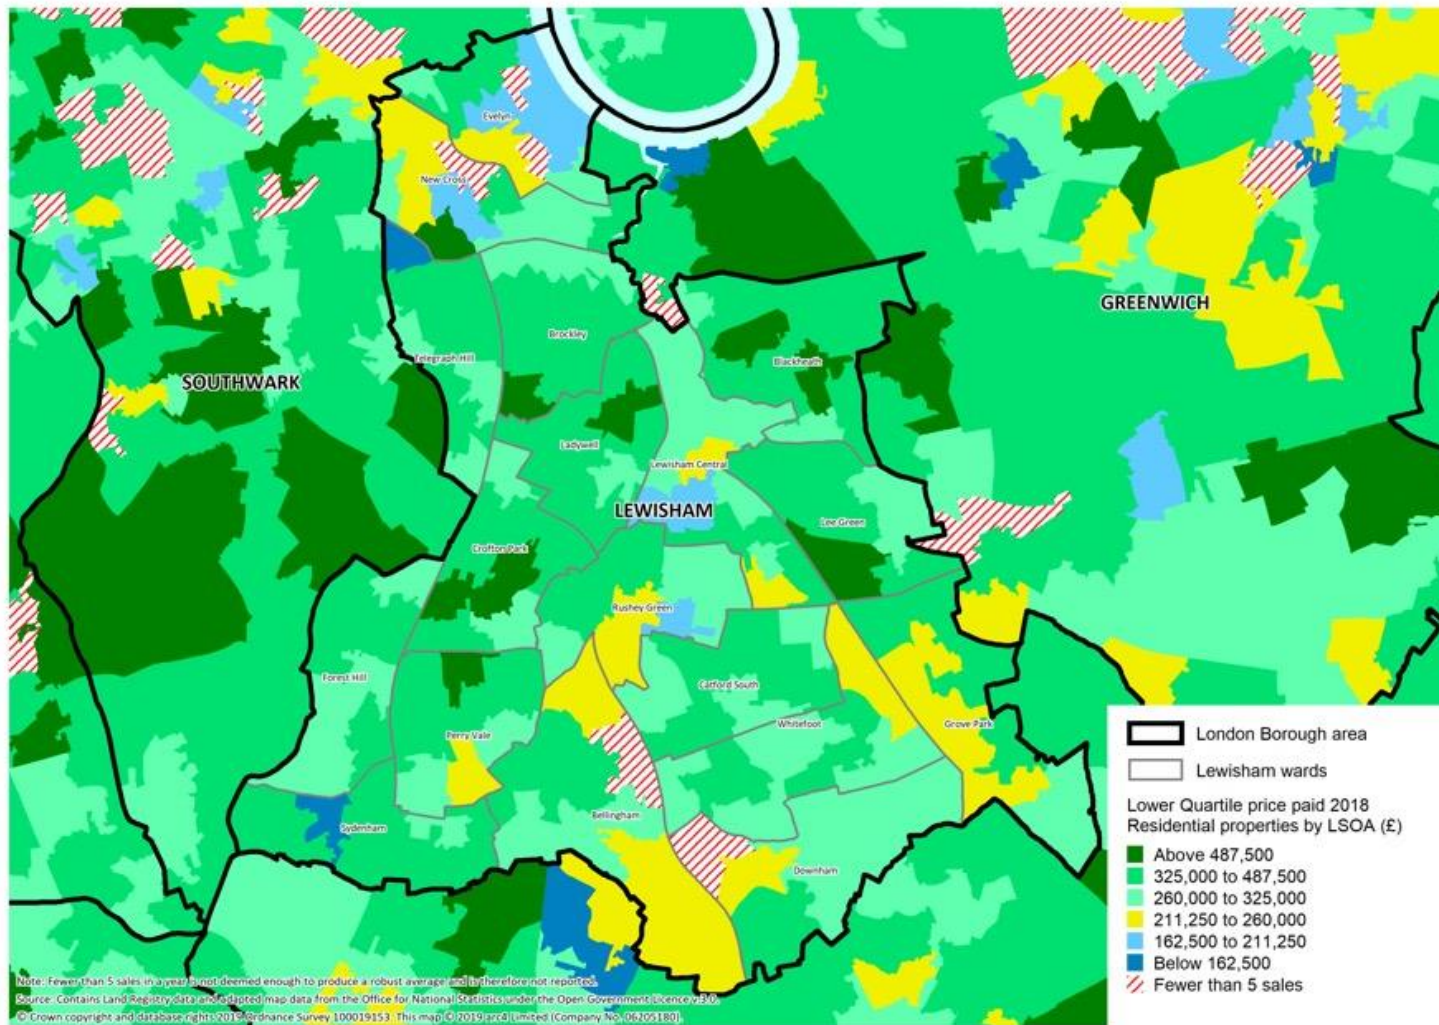 Evelyn
New Cross
GREENWICH
Brockley
Telegraph Hill
Blackheath
SOUTHWARK
Ladywell
Lewisham Central
LEWISHAM
Lee Green
Crofton Park
Rushey Green
Forest Hill
Catford South
Whitefoot
Grove Park
Perry Vale
Bellingham
Sydenham
Downham
London Borough area
Lewisham wards
Lower Quartile price paid 2018
Residential properties by LSOA (£)
Above 487,500
325,000 to 487,500
260,000 to 325,000
211,250 to 260,000
162,500 to 211,250
Below 162,500
Fewer than 5 sales
Note: Fewer than 5 sales in a year is not deemed enough to produce a robust average and is therefore not reported.
Source: Contains Land Registry data and adapted map data from the Office for National Statistics under the Open Government Licence v.3.0.
© Crown copyright and database rights 2019 Ordnance Survey 100019153. This map © 2019 arc4 Limited (Company No. 06205180).